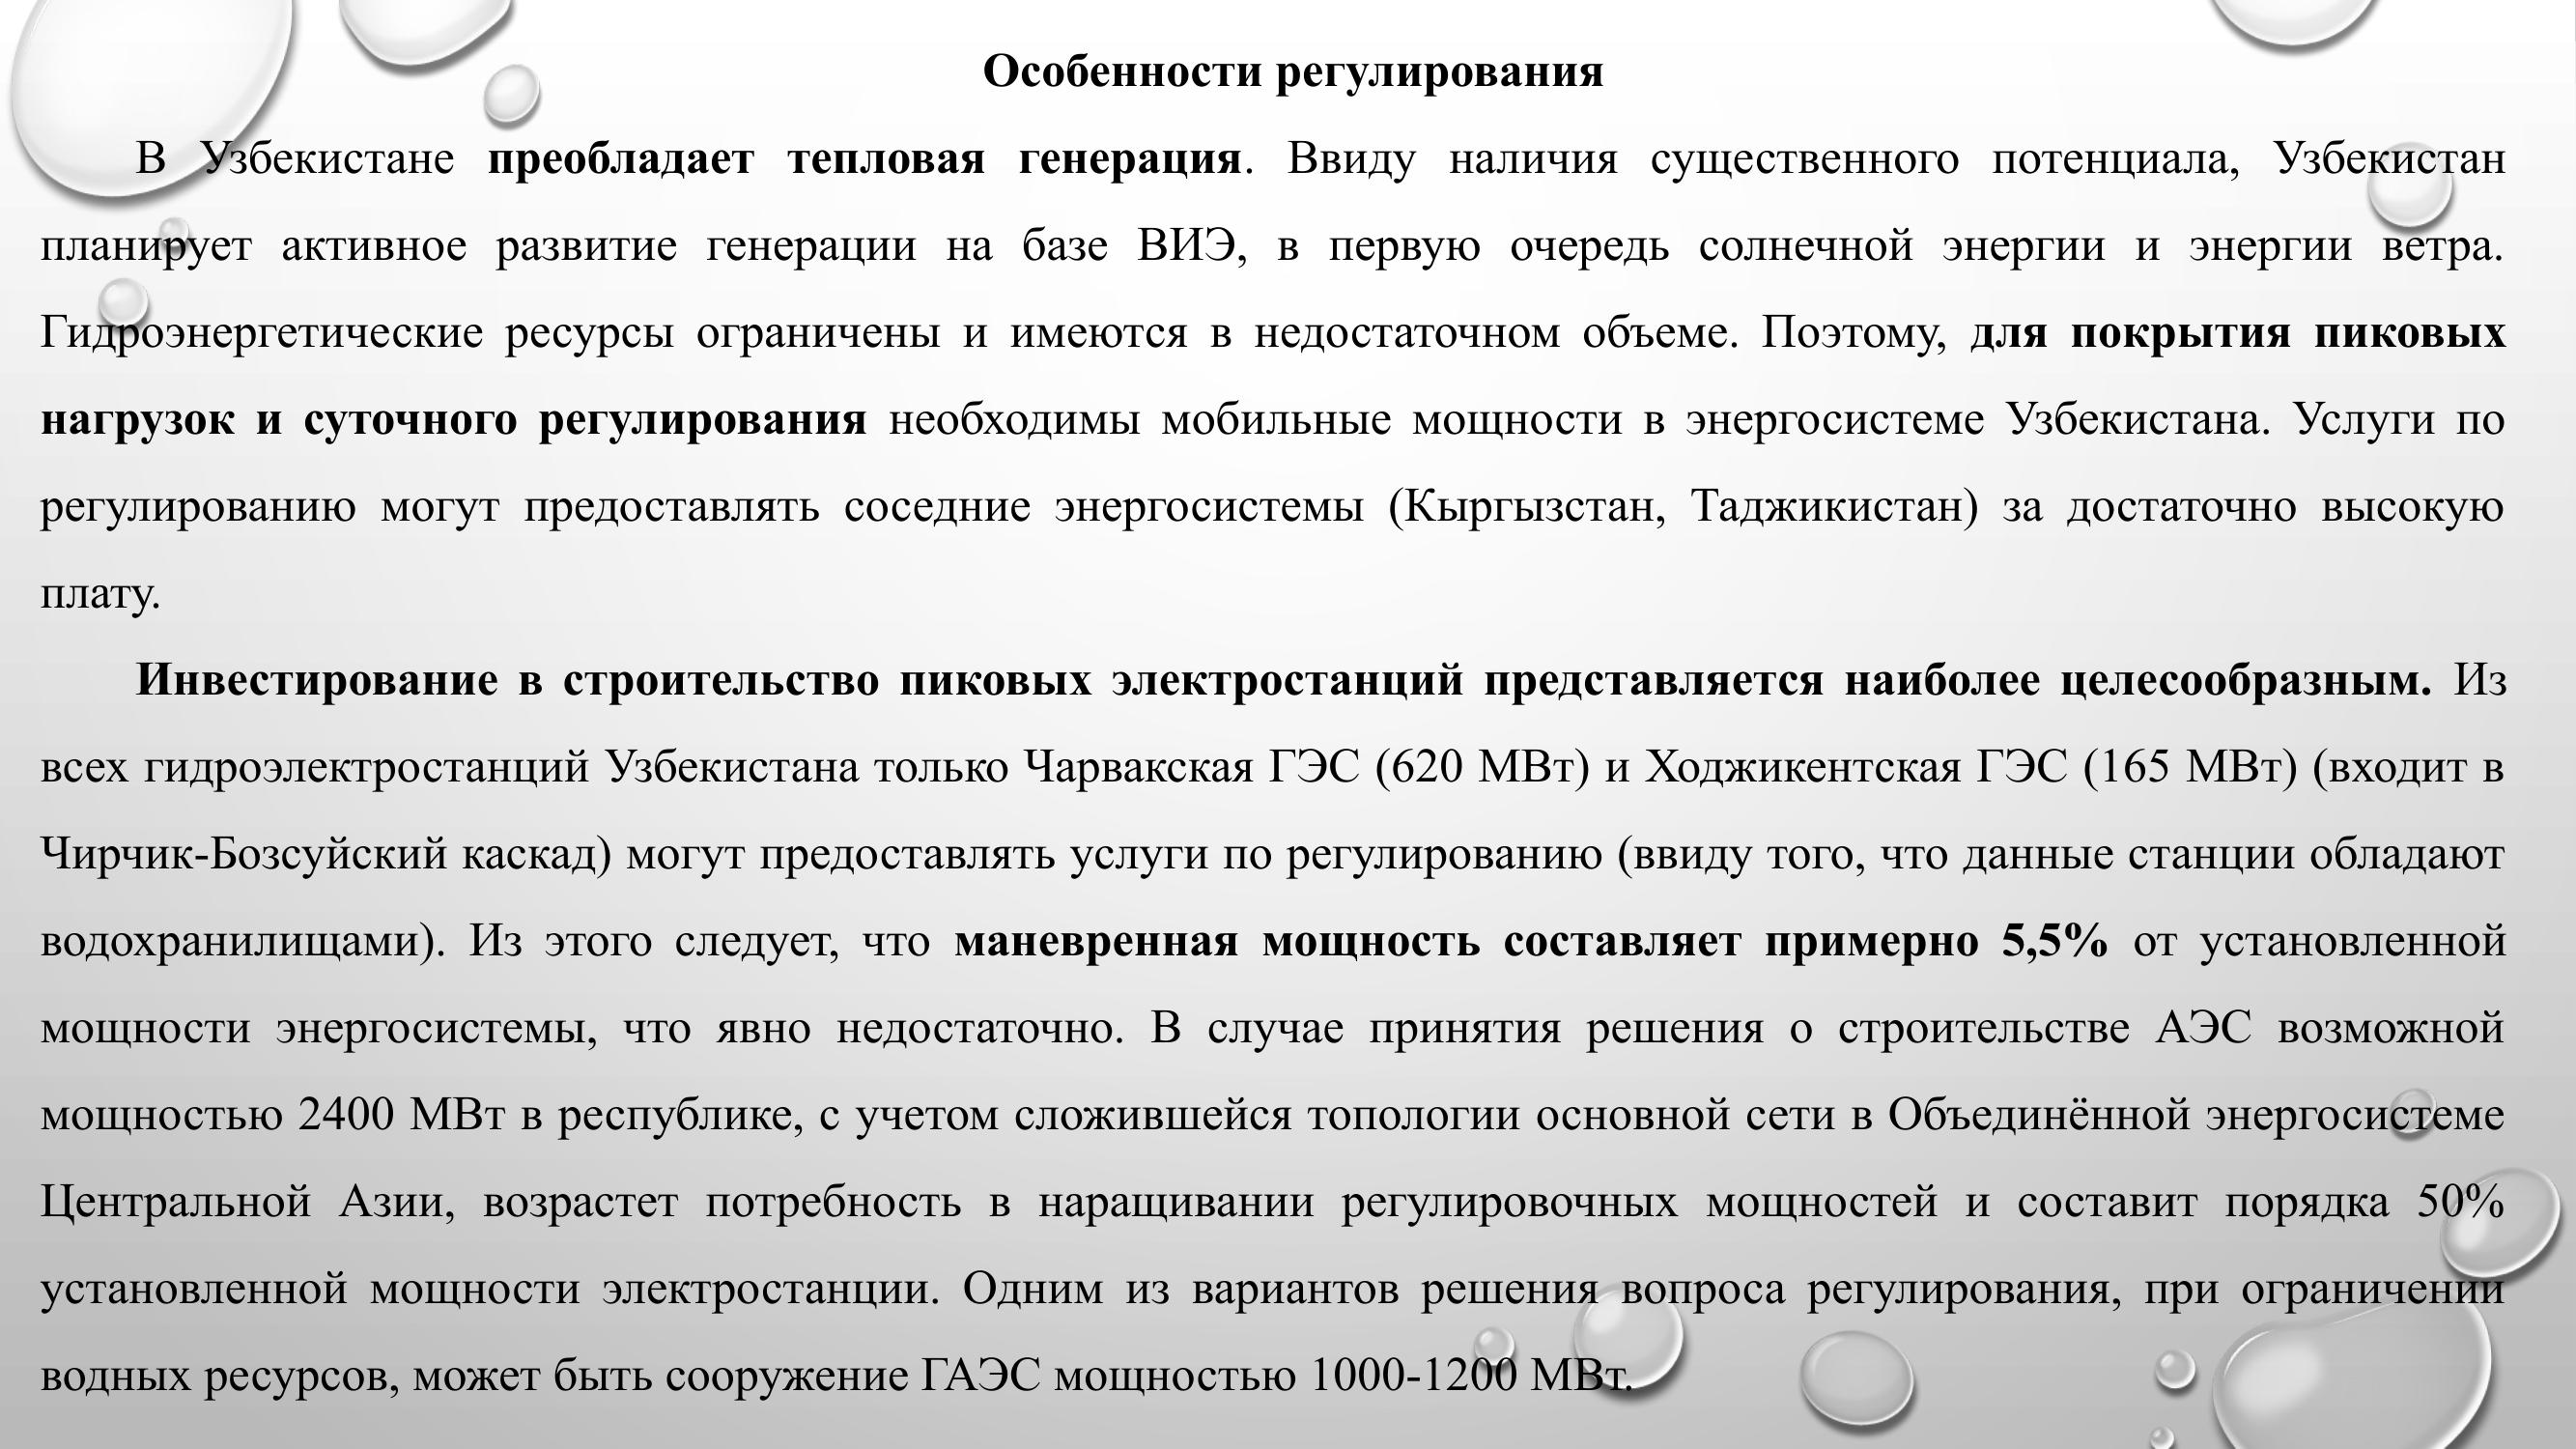 Особенности регулирования
В Узбекистане преобладает тепловая генерация. Ввиду наличия существенного потенциала, Узбекистан
планирует активное развитие генерации на базе ВИЭ, в первую очередь солнечной энергии и энергии ветра.
Гидроэнергетические ресурсы ограничены и имеются в недостаточном объеме. Поэтому, для покрытия пиковых
нагрузок и суточного регулирования необходимы мобильные мощности в энергосистеме Узбекистана. Услуги по
регулированию могут предоставлять соседние энергосистемы (Кыргызстан, Таджикистан) за достаточно высокую
плату.
Инвестирование в строительство пиковых электростанций представляется наиболее целесообразным. Из
всех гидроэлектростанций Узбекистана только Чарвакская ГЭС (620 МВт) и Ходжикентская ГЭС (165 МВт) (входит в
Чирчик-Бозсуйский каскад) могут предоставлять услуги по регулированию (ввиду того, что данные станции обладают
водохранилищами). Из этого следует, что маневренная мощность составляет примерно 5,5% от установленной
мощности энергосистемы, что явно недостаточно. В случае принятия решения о строительстве АЭС возможной
мощностью 2400 МВт в республике, с учетом сложившейся топологии основной сети в Объединённой энергосистеме
Центральной Азии, возрастет потребность в наращивании регулировочных мощностей и составит порядка 50%
установленной мощности электростанции. Одним из вариантов решения вопроса регулирования, при ограничении
водных ресурсов, может быть сооружение ГАЭС мощностью 1000-1200 МВт.